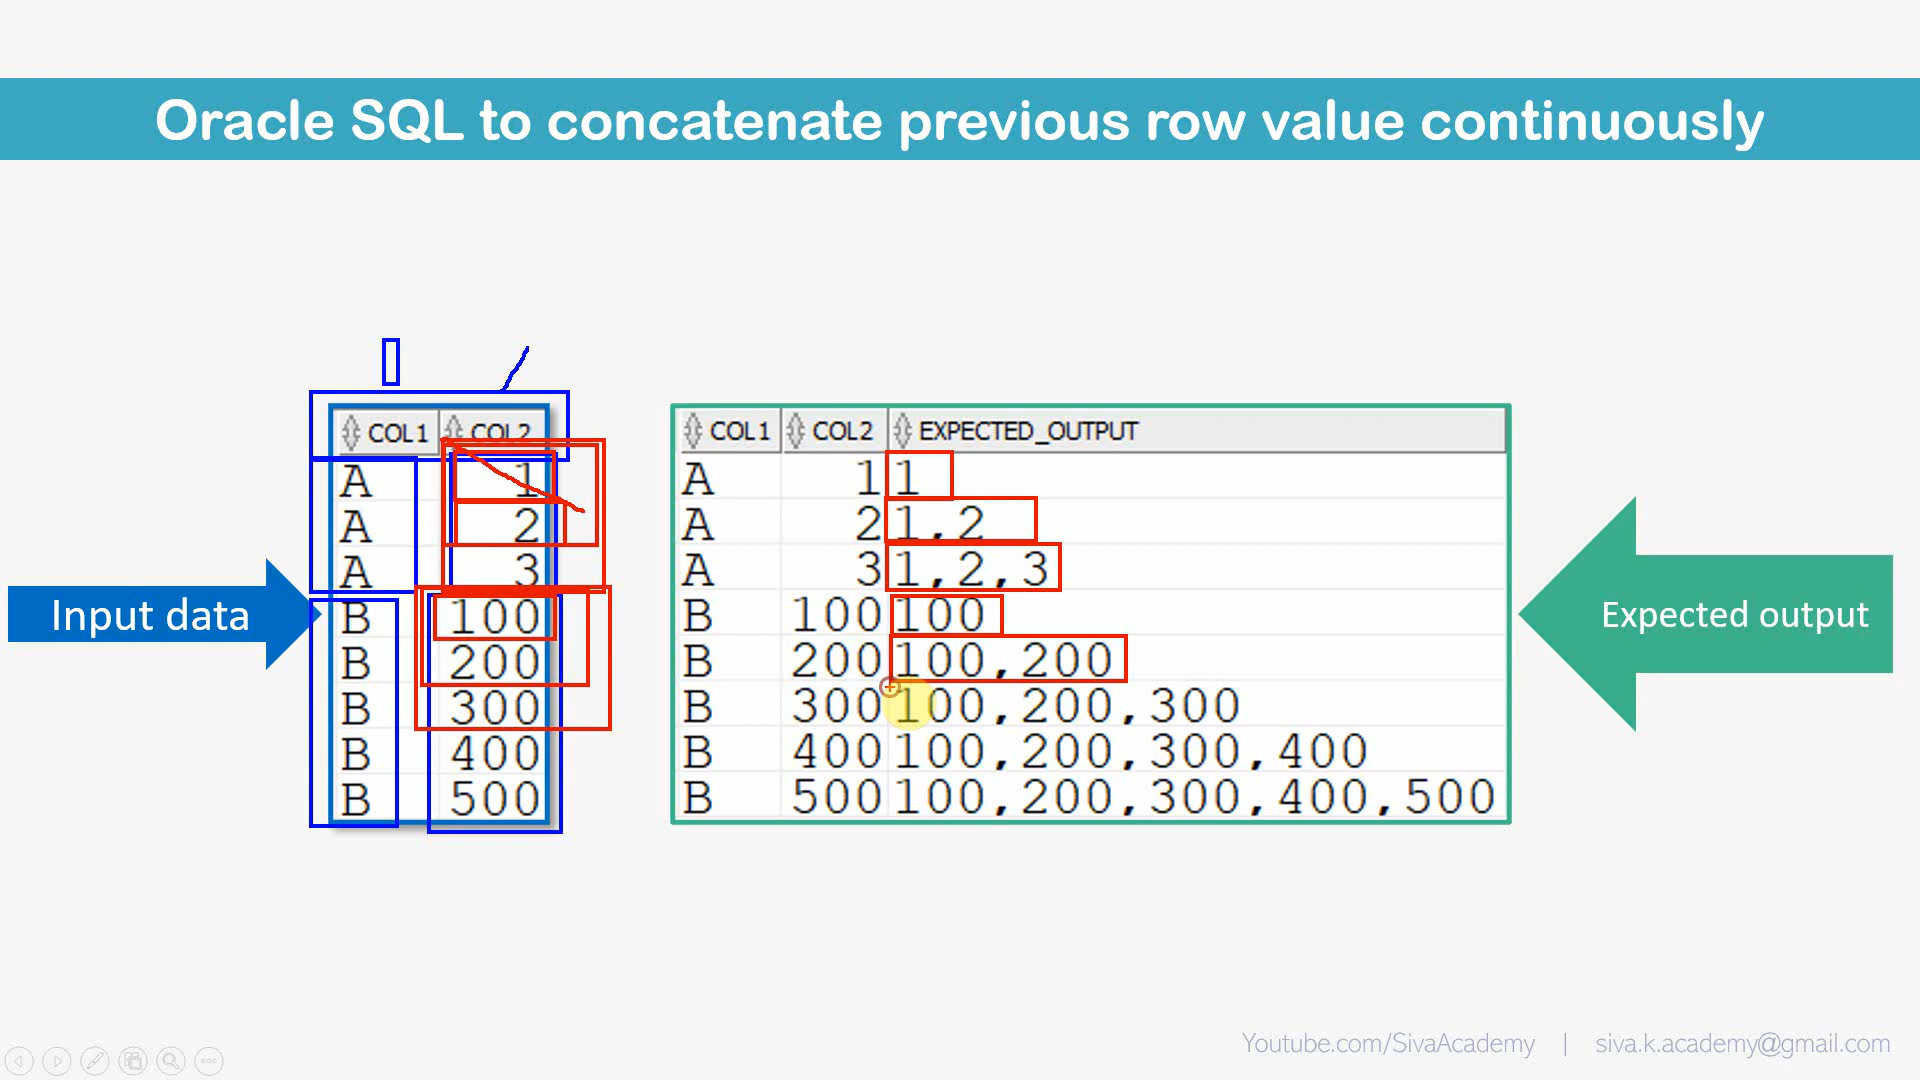 Oracle SQL to concatenate previous row value continuously
COL1 COL2
A 1
A 2
A 3
B 100
B 200
B 300
B 400
B 500
Input data
COL1 COL2 EXPECTED_OUTPUT
A 1 1
A 2 1,2
A 3 1,2,3
B 100 100
B 200 100,200
B 300 100,200,300
B 400 100,200,300,400
B 500 100,200,300,400,500
Expected output
Youtube.com/SivaAcademy | siva.k.academy@gmail.com